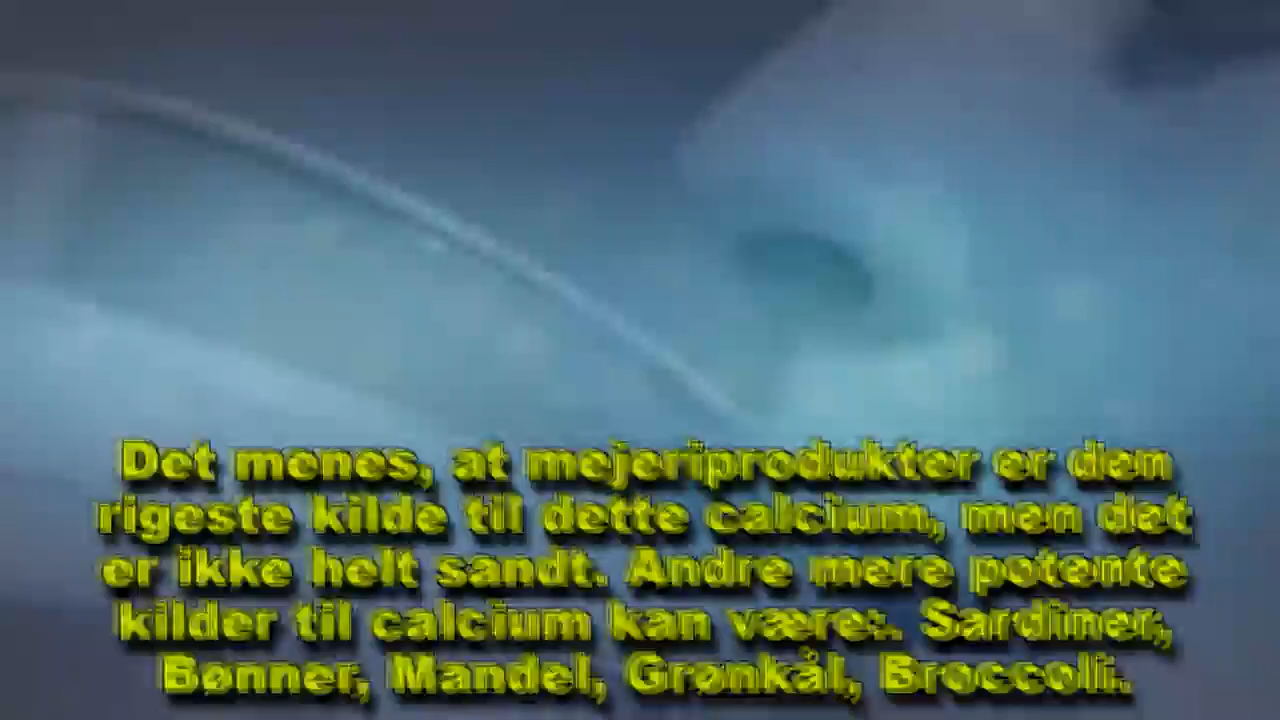 Det menes, at mejeriprodukter er den
rigeste kilde til dette calcium, men det
er ikke helt sandt. Andre mere potente
kilder til calcium kan være:. Sardiner,
Bønner, Mandel, Grønkål, Broccoli.